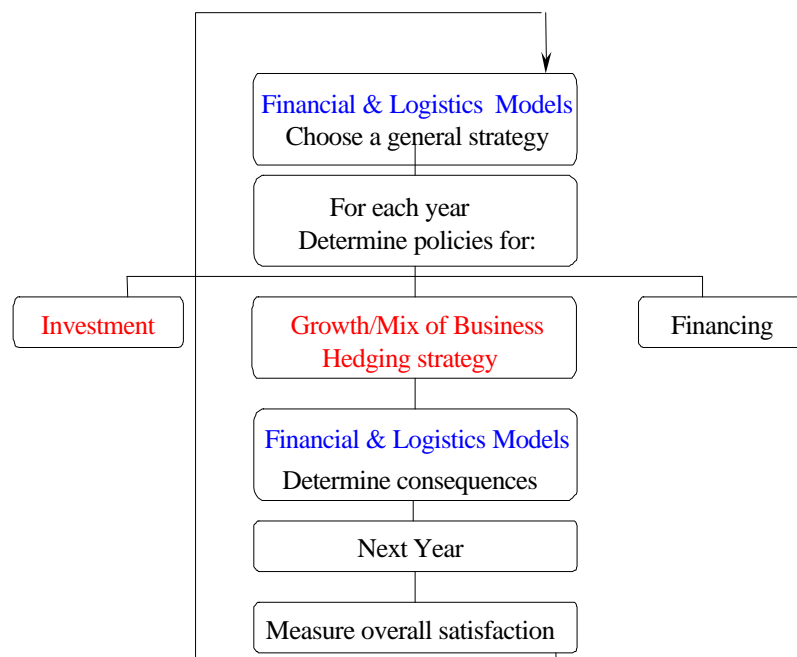 Financial & Logistics Models
Choose a general strategy
For each year
Determine policies for:
Investment
Growth/Mix of Business
Hedging strategy
Financing
Financial & Logistics Models
Determine consequences
Next Year
Measure overall satisfaction